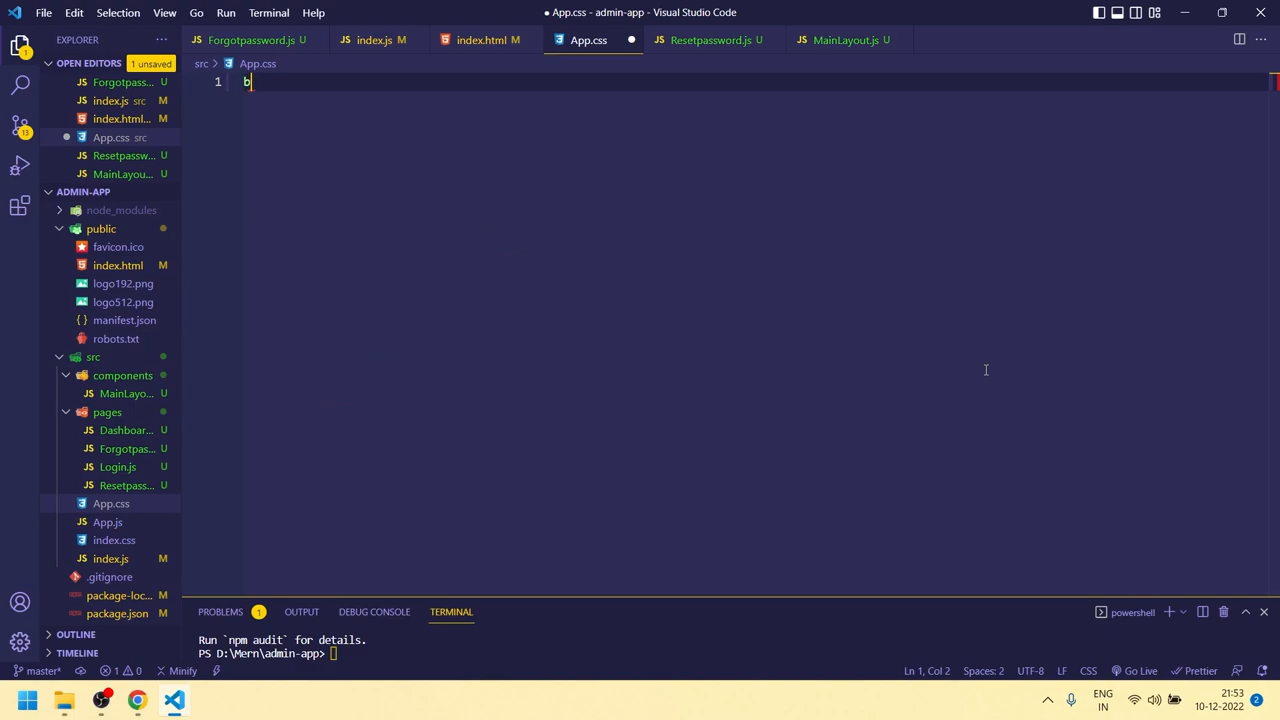 File Edit Selection View Go Run Terminal Help
● App.css - admin-app - Visual Studio Code
EXPLORER
Forgotpassword.js U
index.js M
index.html M
App.css
Resetpassword.js U
MainLayout.js U
OPEN EDITORS 1 unsaved
src > App.css
Forgotpass... U
1 b
index.js src M
index.html... M
App.css src
Resetpassw... U
MainLayou... U
ADMIN-APP
node_modules
public
favicon.ico
index.html M
logo192.png
logo512.png
manifest.json
robots.txt
src
components
MainLayo... U
pages
Dashboar... U
Forgotpas... U
Login.js U
Resetpass... U
App.css
App.js
index.css
index.js M
.gitignore
package-loc... M
package.json M
OUTLINE
TIMELINE
1
13
PROBLEMS 1 OUTPUT DEBUG CONSOLE TERMINAL
powershell
Run `npm audit` for details.
PS D:\Mern\admin-app>
master* 1 0 Minify
Ln 1, Col 2 Spaces: 2 UTF-8 LF CSS Go Live Prettier
ENG
IN
21:53
10-12-2022
2